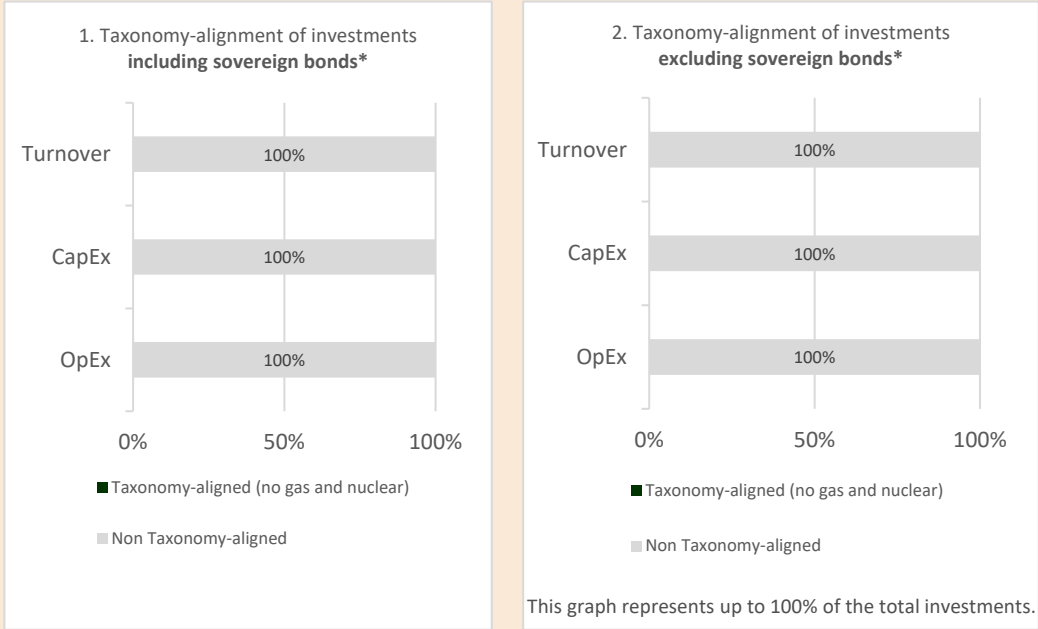 1. Taxonomy-alignment of investments
including sovereign bonds*
Turnover
100%
CapEx
100%
OpEx
100%
0%
50%
100%
Taxonomy-aligned (no gas and nuclear)
Non Taxonomy-aligned
2. Taxonomy-alignment of investments
excluding sovereign bonds*
Turnover
100%
CapEx
100%
OpEx
100%
0%
50%
100%
Taxonomy-aligned (no gas and nuclear)
Non Taxonomy-aligned
This graph represents up to 100% of the total investments.